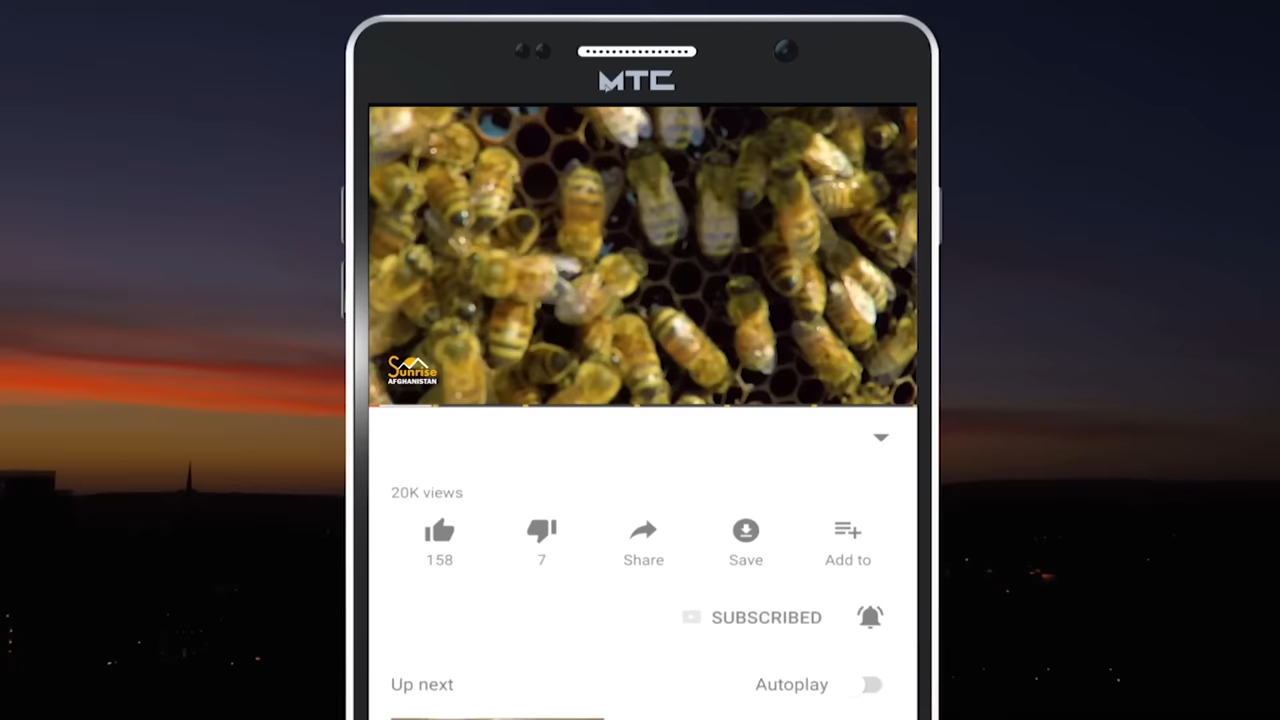 MTC
Sunrise
AFGHANISTAN
20K views
158
7
Share
Save
Add to
SUBSCRIBED
Up next
Autoplay